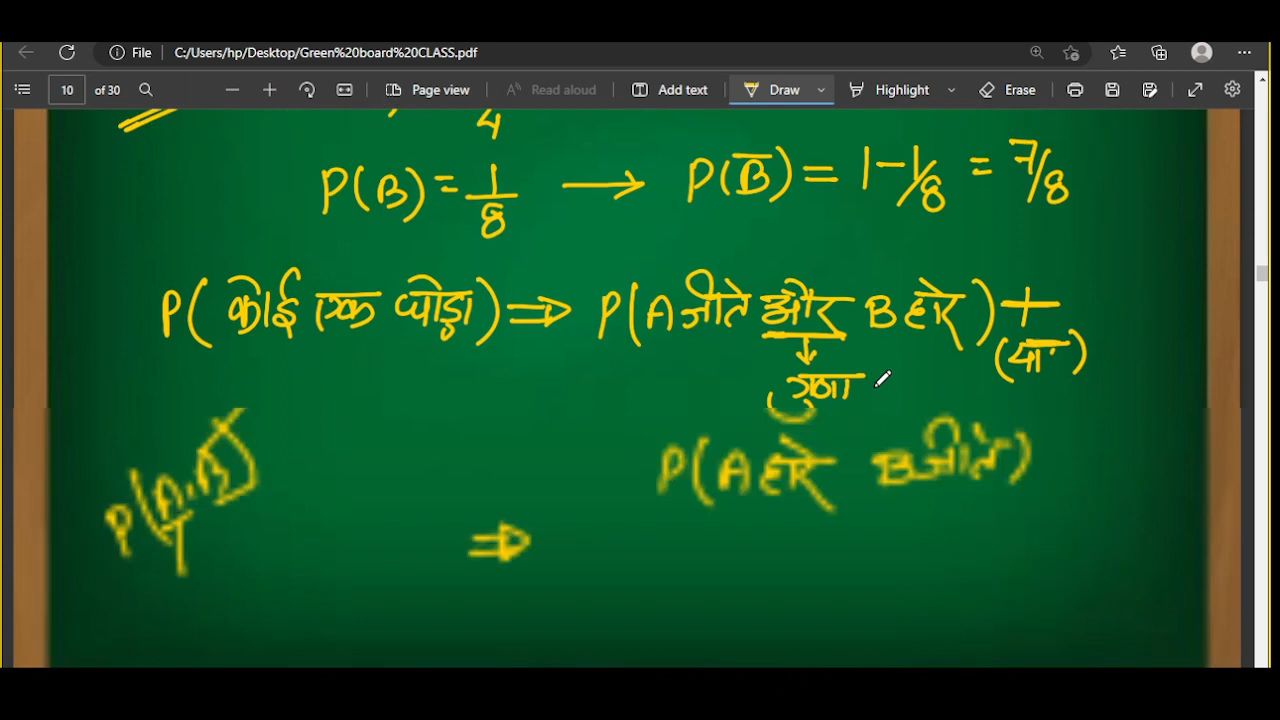 File C:/Users/hp/Desktop/Green%20board%20CLASS.pdf
10 of 30 Page view Read aloud Add text Draw Highlight Erase
4
P(B) = 1/8 → P(B̅) = 1 - 1/8 = 7/8
P( कोई एक घोड़ा) ⇒ P(A जीते और B हारे) +
↓ (या)
गुणा
P(A हारे B जीते)
P(A.B)
⇒